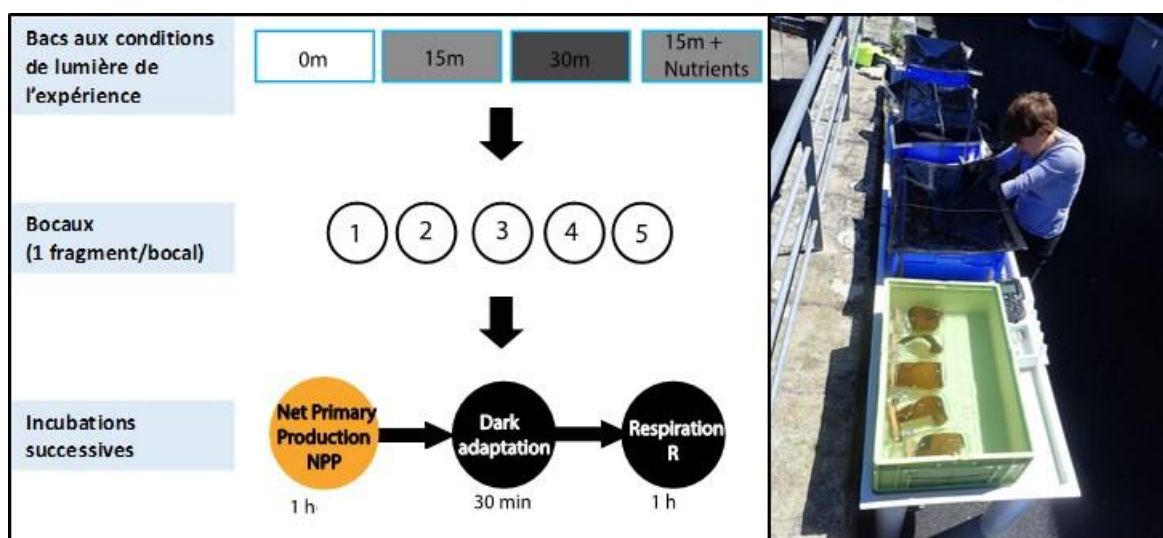 Bacs aux conditions
de lumière de
l'expérience
0m
15m
30m
15m +
Nutrients
Bocaux
(1 fragment/bocal)
1
2
3
4
5
Incubations
successives
Net Primary
Production
NPP
Dark
adaptation
Respiration
R
1 h
30 min
1 h